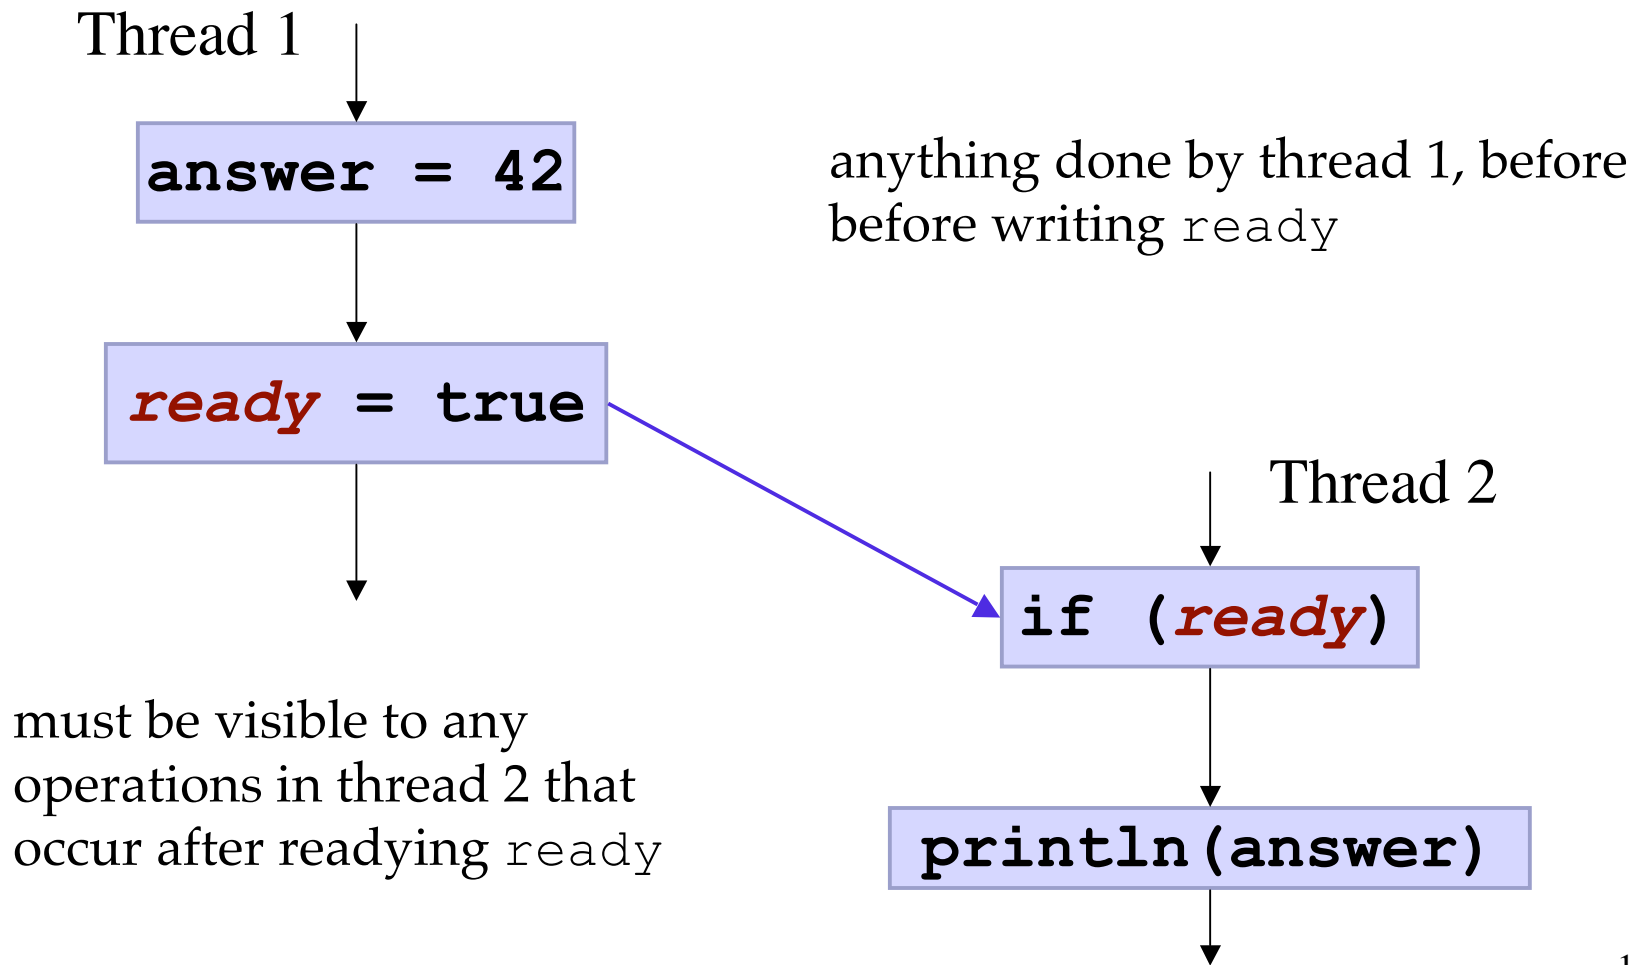 Thread 1
answer = 42
anything done by thread 1, before
before writing ready
ready = true
Thread 2
if (ready)
must be visible to any
operations in thread 2 that
occur after readying ready
println(answer)